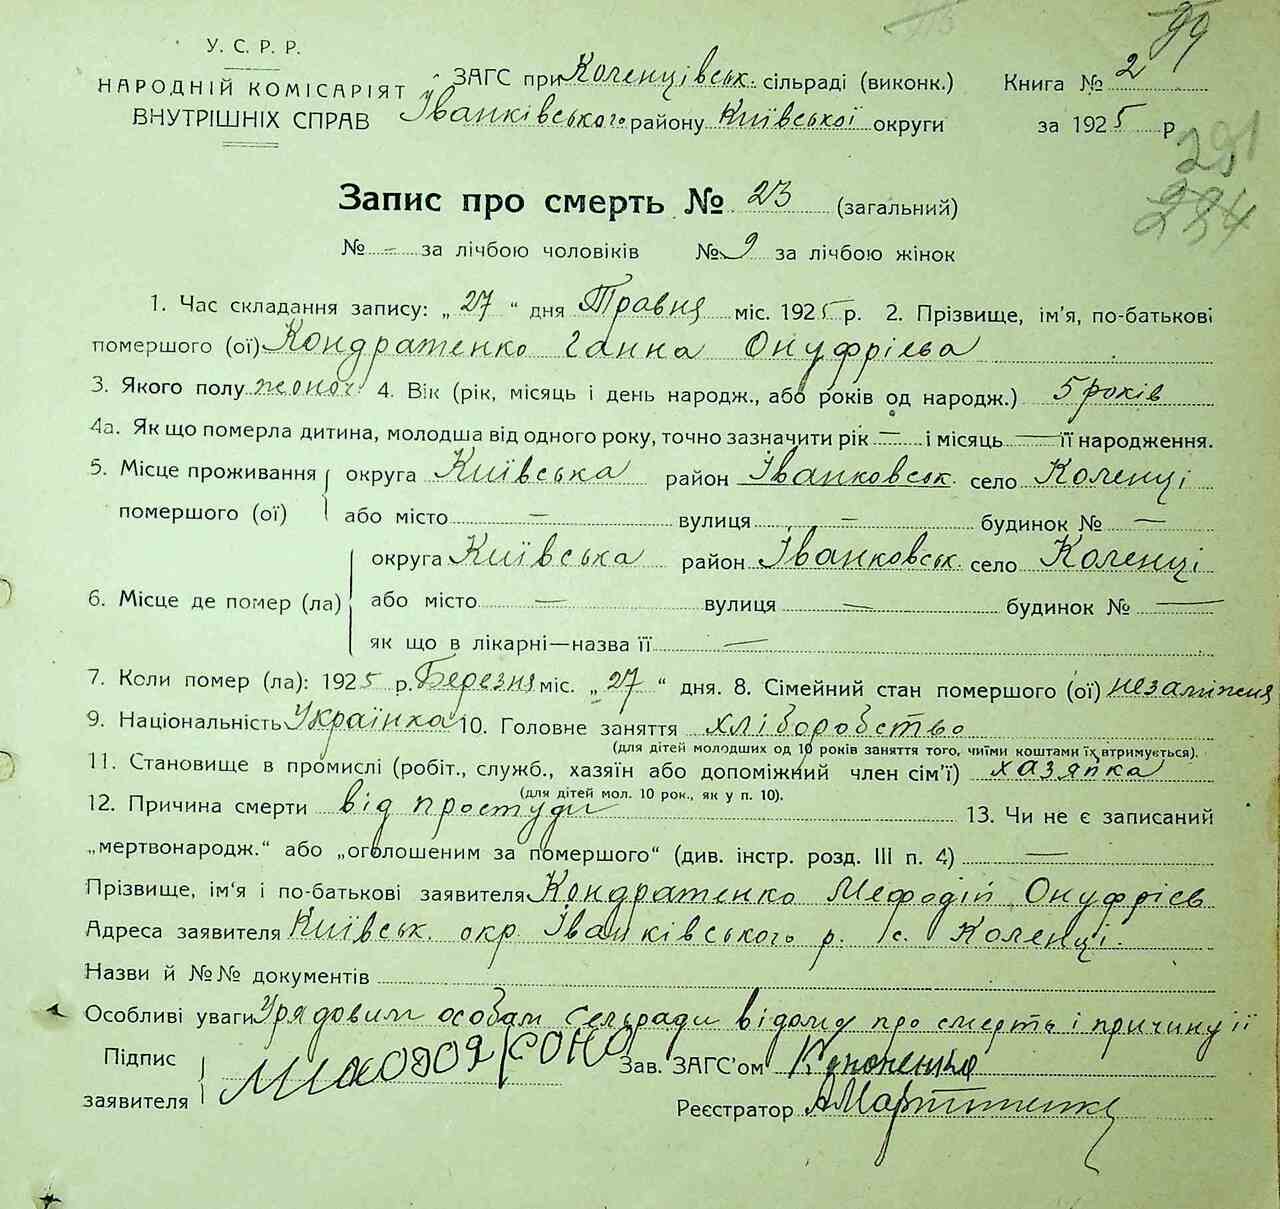 99
У. С. Р. Р.
НАРОДНІЙ КОМІСАРІЯТ
ВНУТРІШНІХ СПРАВ
ЗАГС при Коленцівськ. сільраді (виконк.)
Іванківського району Київської округи
Книга № 2
за 1925 р
291
284
Запис про смерть № 23 (загальний)
№ – за лічбою чоловіків № 9 за лічбою жінок
1. Час складання запису: „27“ дня Травня міс. 1925 р. 2. Прізвище, ім'я, по-батькові
помершого (ої) Кондратенко Ганна Онуфрієва
3. Якого полу жоноч. 4. Вік (рік, місяць і день народж., або років од народж.) 5 років
4а. Як що померла дитина, молодша від одного року, точно зазначити рік — і місяць — її народження.
5. Місце проживання помершого (ої) округа Київська район Іванковськ. село Коленці
або місто — вулиця — будинок № —
6. Місце де помер (ла) округа Київська район Іванковськ. село Коленці
або місто — вулиця — будинок № —
як що в лікарні—назва її —
7. Коли помер (ла): 1925 р. Березня міс. „27“ дня. 8. Сімейний стан помершого (ої) незаміжня
9. Національність Українка 10. Головне заняття хліборобство
(для дітей молодших од 10 років заняття того, чиїми коштами їх втримується).
11. Становище в промислі (робіт., служб., хазяїн або допоміжний член сім'ї) хазяйка
(для дітей мол. 10 рок., як у п. 10).
12. Причина смерти від простуди 13. Чи не є записаний
„мертвонародж.“ або „оголошеним за помершого“ (див. інстр. розд. III п. 4) —
Прізвище, ім'я і по-батькові заявителя Кондратенко Мефодій Онуфрієв
Адреса заявителя Київськ. окр. Іванківського р. с. Коленці.
Назви й №№ документів
Особливі уваги Урядовим особам сельради відомо про смерть і причину її
Підпис заявителя
Зав. ЗАГС'ом Кононенко
Реєстратор АМартиненко